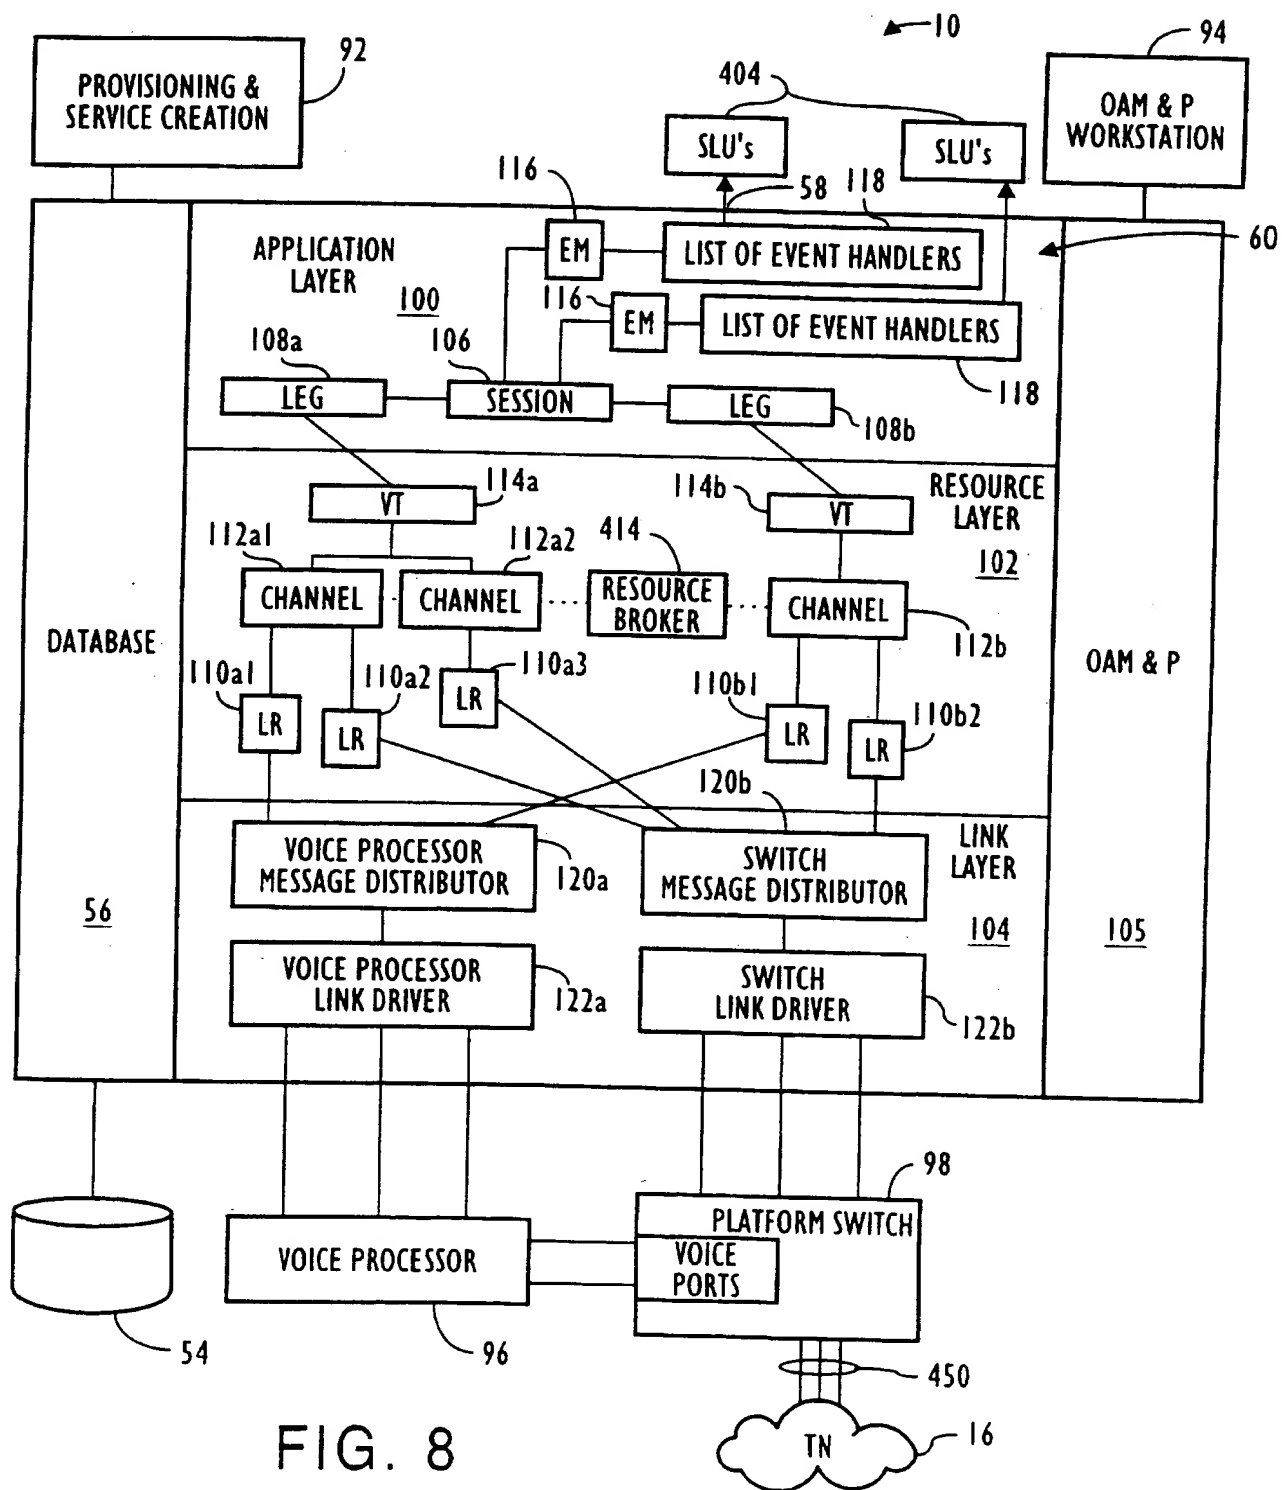 10
92
PROVISIONING &
SERVICE CREATION
404
94
OAM & P
WORKSTATION
SLU's
SLU's
116
58
118
60
APPLICATION
LAYER
100
EM
LIST OF EVENT HANDLERS
116
EM
LIST OF EVENT HANDLERS
118
108a
106
LEG
SESSION
LEG
108b
114a
VT
114b
VT
RESOURCE
LAYER
102
112a1
112a2
414
CHANNEL
CHANNEL
RESOURCE
BROKER
CHANNEL
112b
DATABASE
OAM & P
110a1
110a2
110a3
110b1
110b2
LR
LR
LR
LR
LR
120b
LINK
LAYER
VOICE PROCESSOR
MESSAGE DISTRIBUTOR
120a
SWITCH
MESSAGE DISTRIBUTOR
56
104
105
VOICE PROCESSOR
LINK DRIVER
122a
SWITCH
LINK DRIVER
122b
98
PLATFORM SWITCH
VOICE PROCESSOR
VOICE
PORTS
54
96
450
TN
16
FIG. 8